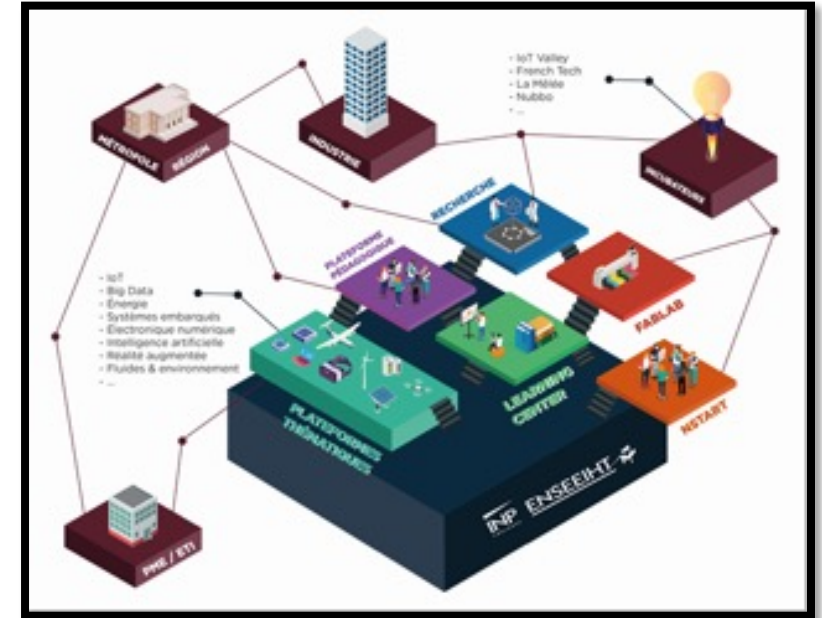 - IoT Valley
- French Tech
- La Mêlée
- Nubbo
- ...
MÉTROPOLE RÉGION
INDUSTRIE
INCUBATEURS
RECHERCHE
PLATEFORME
PÉDAGOGIQUE
FABLAB
- IoT
- Big Data
- Énergie
- Systèmes embarqués
- Électronique numérique
- Intelligence artificielle
- Réalité augmentée
- Fluides & environnement
- ...
LEARNING
CENTER
NSTART
PLATEFORMES
THÉMATIQUES
INP ENSEEIHT
PME / ETI